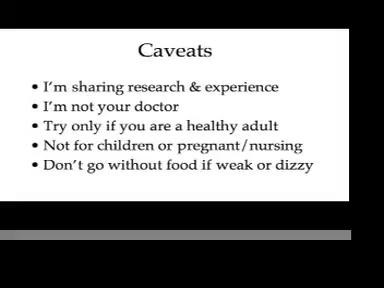 Caveats
• I'm sharing research & experience
• I'm not your doctor
• Try only if you are a healthy adult
• Not for children or pregnant/nursing
• Don't go without food if weak or dizzy